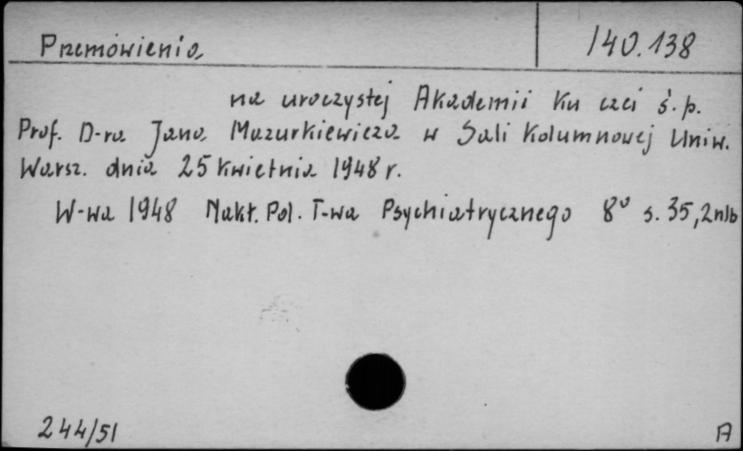 Przemówienia
140.138
na uroczystej Akademii Ku czci ś.p.
Prof. D-ra Jana Mazurkiewicza w Sali Kolumnowej Uniw.
Warsz. dnia 25 Kwietnia 1948 r.
W-wa 1948 Nakł. Pol. T-wa Psychiatrycznego 8° s. 35, 2 nlb
244/51
A